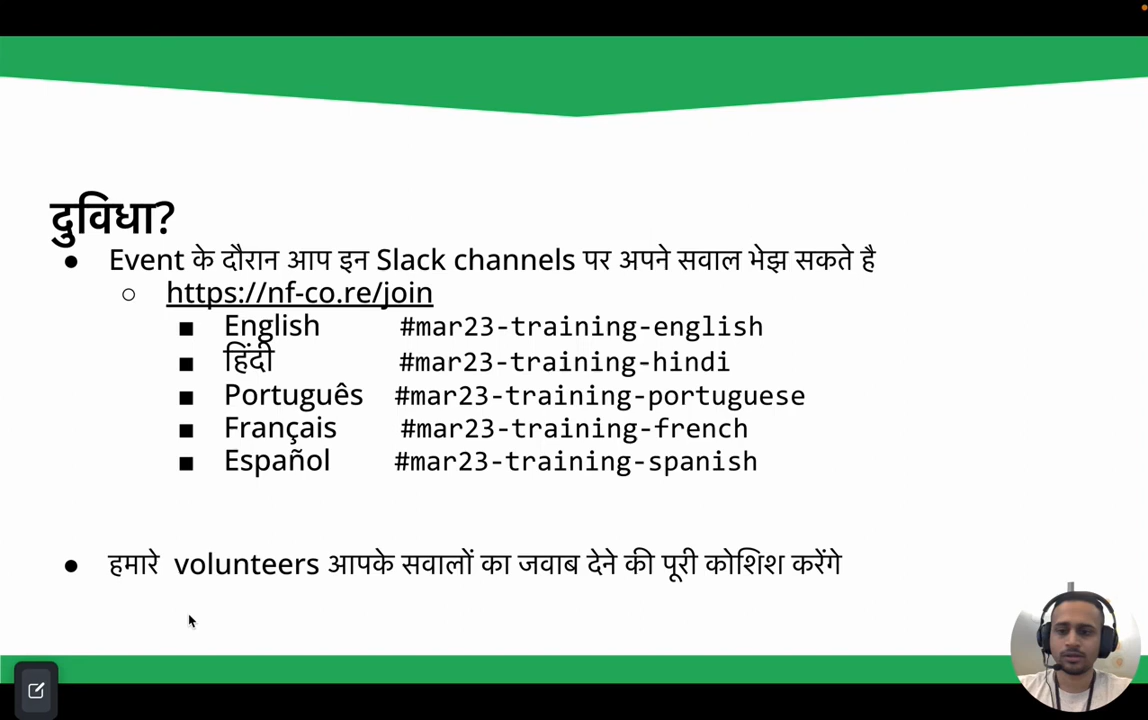 दुविधा?
● Event के दौरान आप इन Slack channels पर अपने सवाल भेझ सकते है
○ https://nf-co.re/join
■ English #mar23-training-english
■ हिंदी #mar23-training-hindi
■ Português #mar23-training-portuguese
■ Français #mar23-training-french
■ Español #mar23-training-spanish
● हमारे volunteers आपके सवालों का जवाब देने की पूरी कोशिश करेंगे